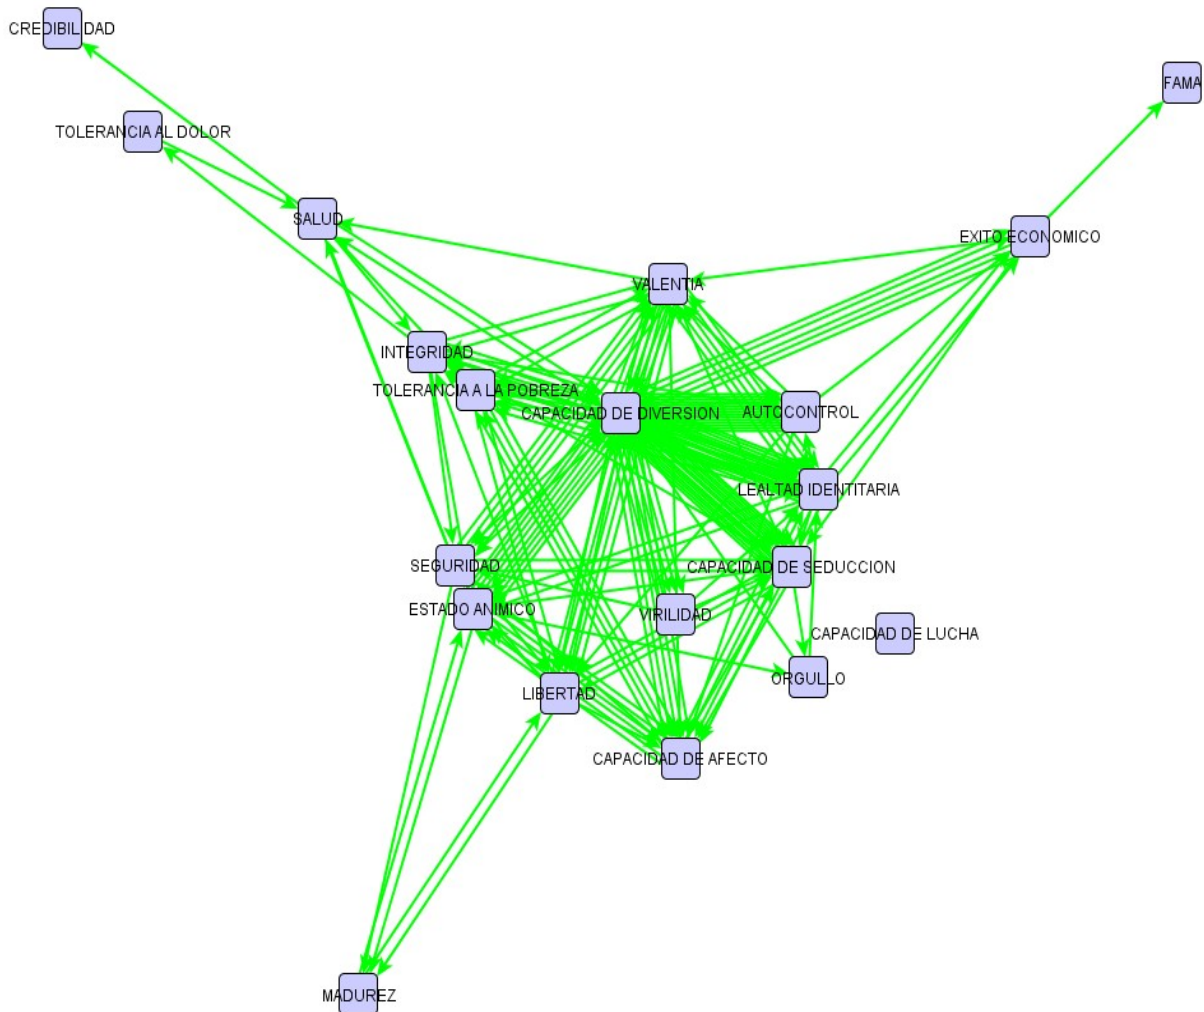 CREDIBILIDAD
FAMA
TOLERANCIA AL DOLOR
SALUD
EXITO ECONOMICO
VALENTIA
INTEGRIDAD
TOLERANCIA A LA POBREZA
CAPACIDAD DE DIVERSION
AUTOCONTROL
LEALTAD IDENTITARIA
SEGURIDAD
CAPACIDAD DE SEDUCCION
ESTADO ANIMICO
VIRILIDAD
CAPACIDAD DE LUCHA
ORGULLO
LIBERTAD
CAPACIDAD DE AFECTO
MADUREZ